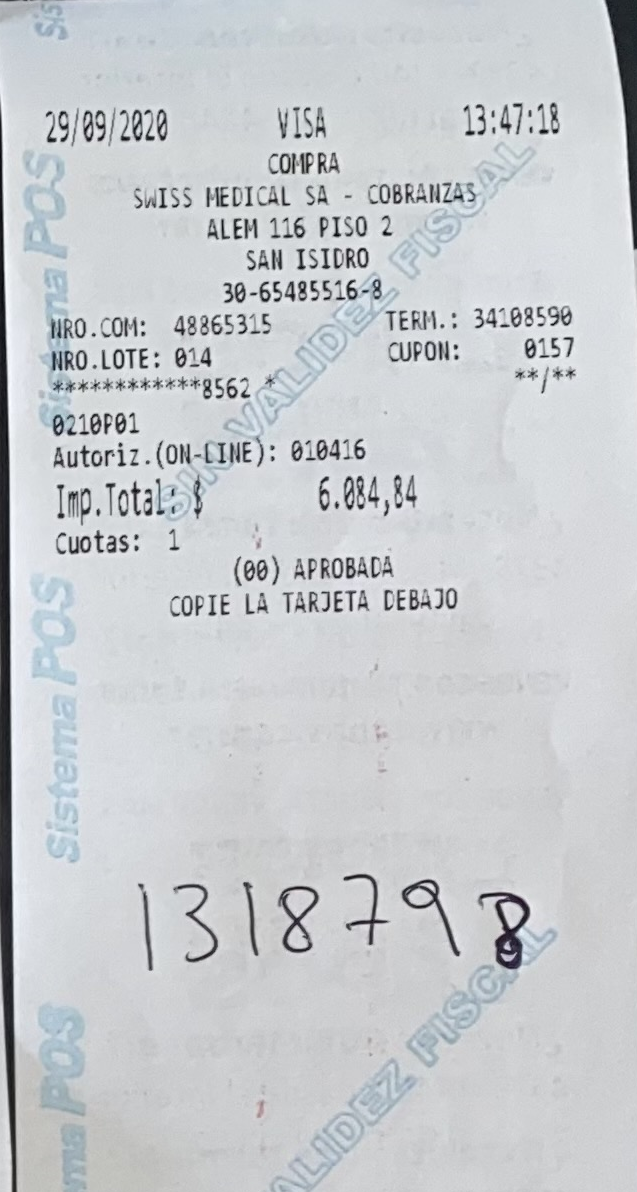 29/09/2020 VISA 13:47:18
COMPRA
SWISS MEDICAL SA - COBRANZAS
ALEM 116 PISO 2
SAN ISIDRO
30-65485516-8
NRO.COM: 48865315 TERM.: 34108590
NRO.LOTE: 014 CUPON: 0157
************8562 * **/**
0210P01
Autoriz.(ON-LINE): 010416
Imp.Total: $ 6.084,84
Cuotas: 1
(00) APROBADA
COPIE LA TARJETA DEBAJO
1318798
Sis
Sistema POS
Sistema POS
ma POS
SIN VALIDEZ FISCAL
ALIDEZ FISCAL